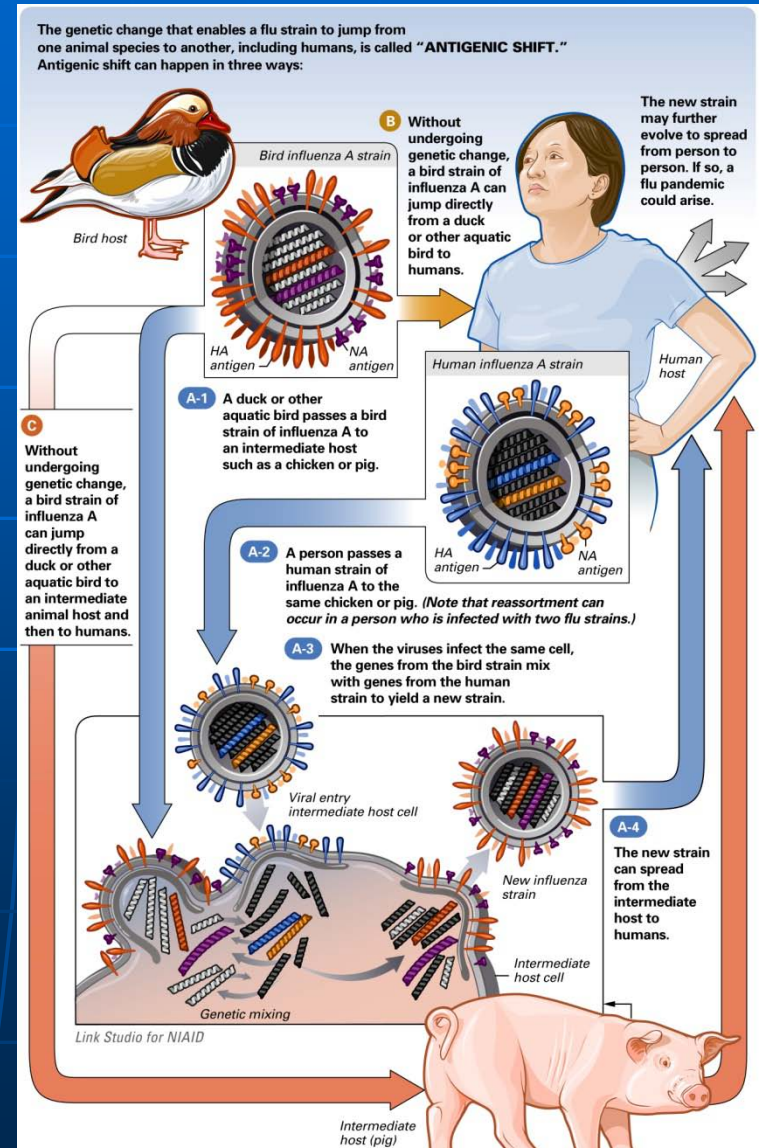 The genetic change that enables a flu strain to jump from
one animal species to another, including humans, is called "ANTIGENIC SHIFT."
Antigenic shift can happen in three ways:
Bird host
Bird influenza A strain
HA
antigen
NA
antigen
B
Without
undergoing
genetic change,
a bird strain of
influenza A can
jump directly
from a duck
or other aquatic
bird to
humans.
The new strain
may further
evolve to spread
from person to
person. If so, a
flu pandemic
could arise.
Human
host
A-1
A duck or other
aquatic bird passes a bird
strain of influenza A to
an intermediate host
such as a chicken or pig.
Human influenza A strain
HA
antigen
NA
antigen
C
Without
undergoing
genetic change,
a bird strain of
influenza A
can jump
directly from a
duck or other
aquatic bird to
an intermediate
animal host and
then to humans.
A-2
A person passes a
human strain of
influenza A to the
same chicken or pig. (Note that reassortment can
occur in a person who is infected with two flu strains.)
A-3
When the viruses infect the same cell,
the genes from the bird strain mix
with genes from the human
strain to yield a new strain.
Viral entry
intermediate host cell
New influenza
strain
A-4
The new strain
can spread
from the
intermediate
host to
humans.
Intermediate
host cell
Genetic mixing
Link Studio for NIAID
Intermediate
host (pig)